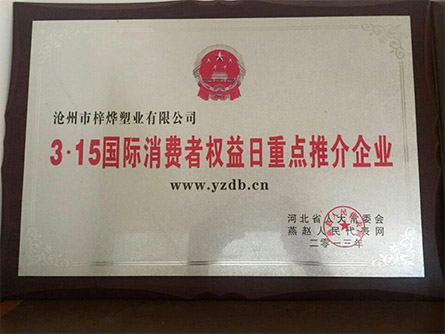 沧州市梓烨塑业有限公司
3·15国际消费者权益日重点推介企业
www.yzdb.cn
河北省人大常委会
燕赵人民代表网
二零一三年